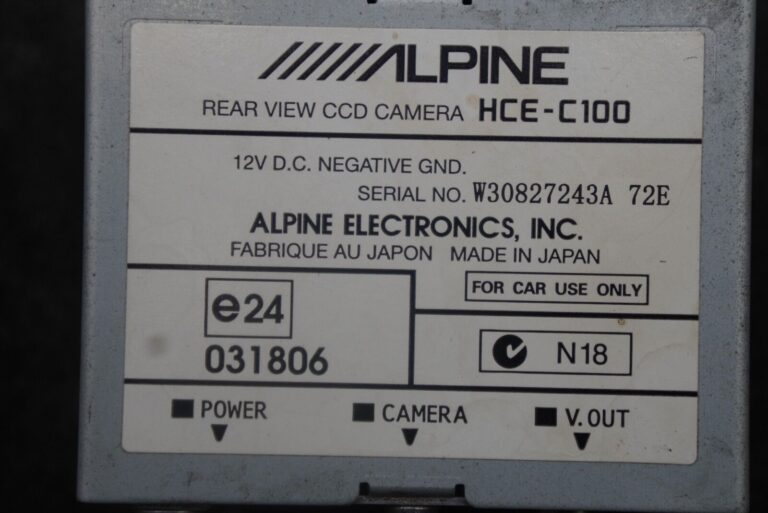 ALPINE
REAR VIEW CCD CAMERA HCE-C100
12V D.C. NEGATIVE GND.
SERIAL NO. W30827243A 72E
ALPINE ELECTRONICS, INC.
FABRIQUE AU JAPON MADE IN JAPAN
FOR CAR USE ONLY
e24
031806
N18
POWER
CAMERA
V.OUT